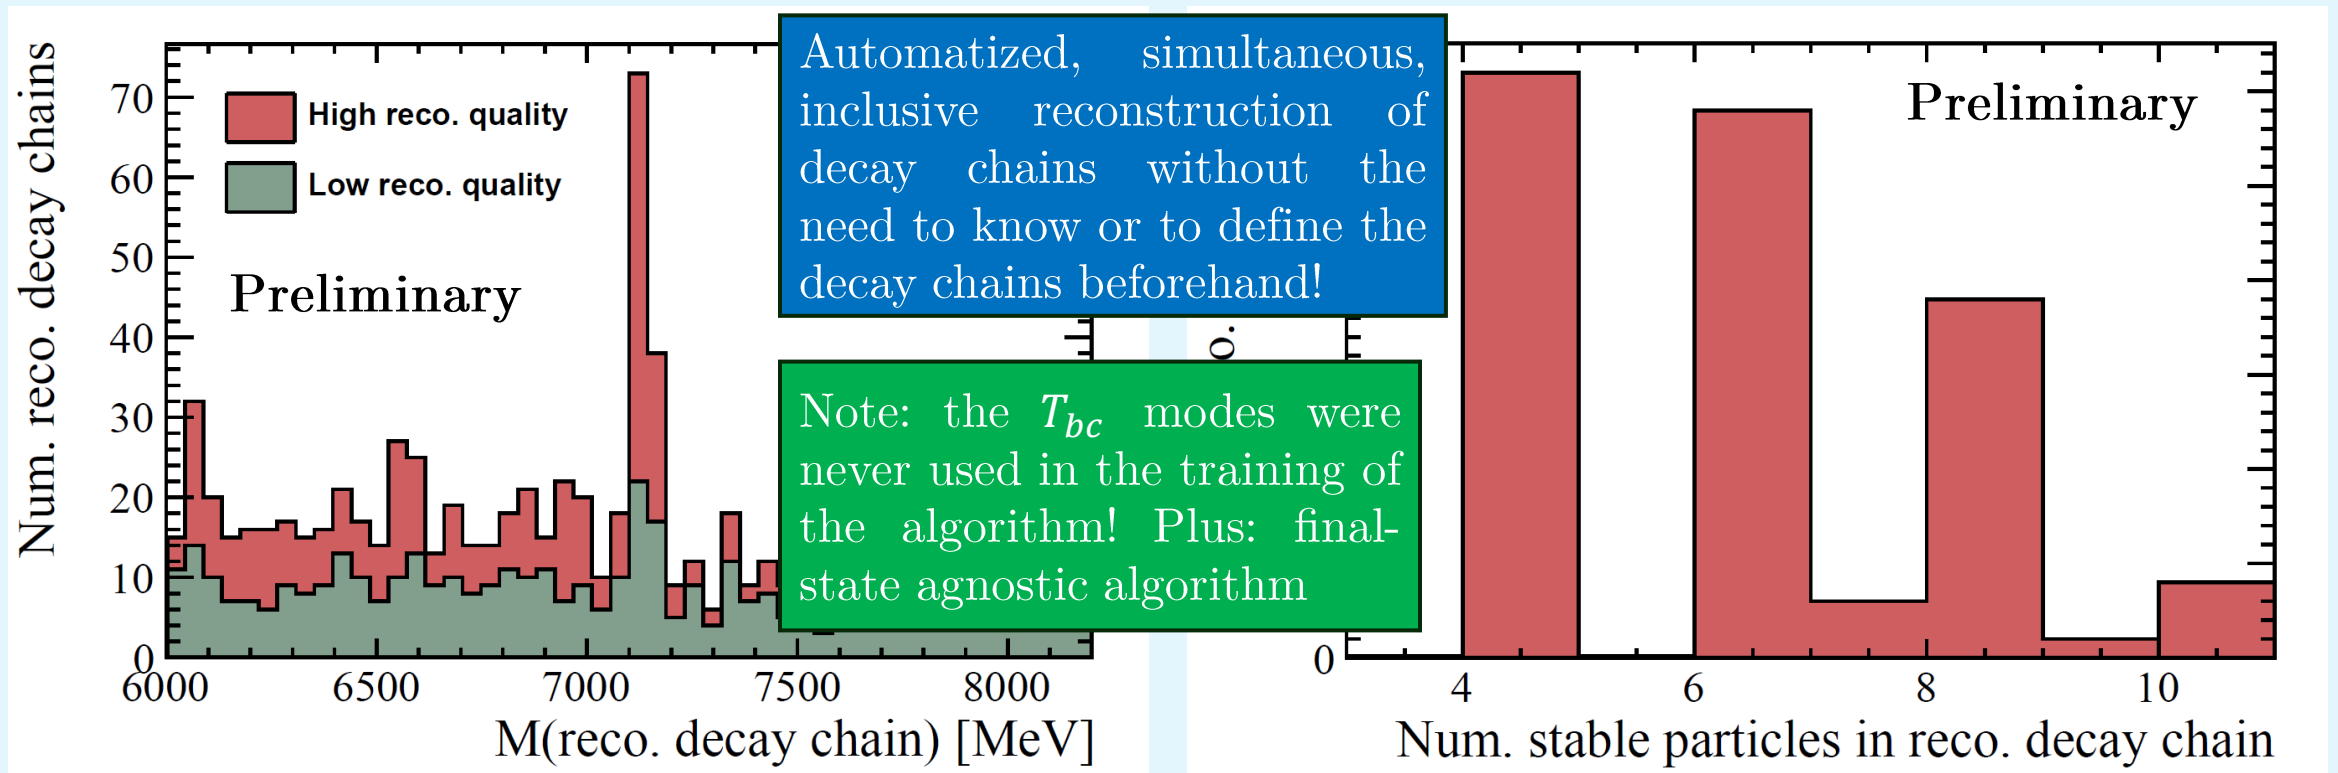 Num. reco. decay chains
70
60
50
40
30
20
10
0
High reco. quality
Low reco. quality
Preliminary
6000 6500 7000 7500 8000
M(reco. decay chain) [MeV]
Automatized, simultaneous,
inclusive reconstruction of
decay chains without the
need to know or to define the
decay chains beforehand!
Note: the T_bc modes were
never used in the training of
the algorithm! Plus: final-
state agnostic algorithm
Preliminary
0
4 6 8 10
Num. stable particles in reco. decay chain